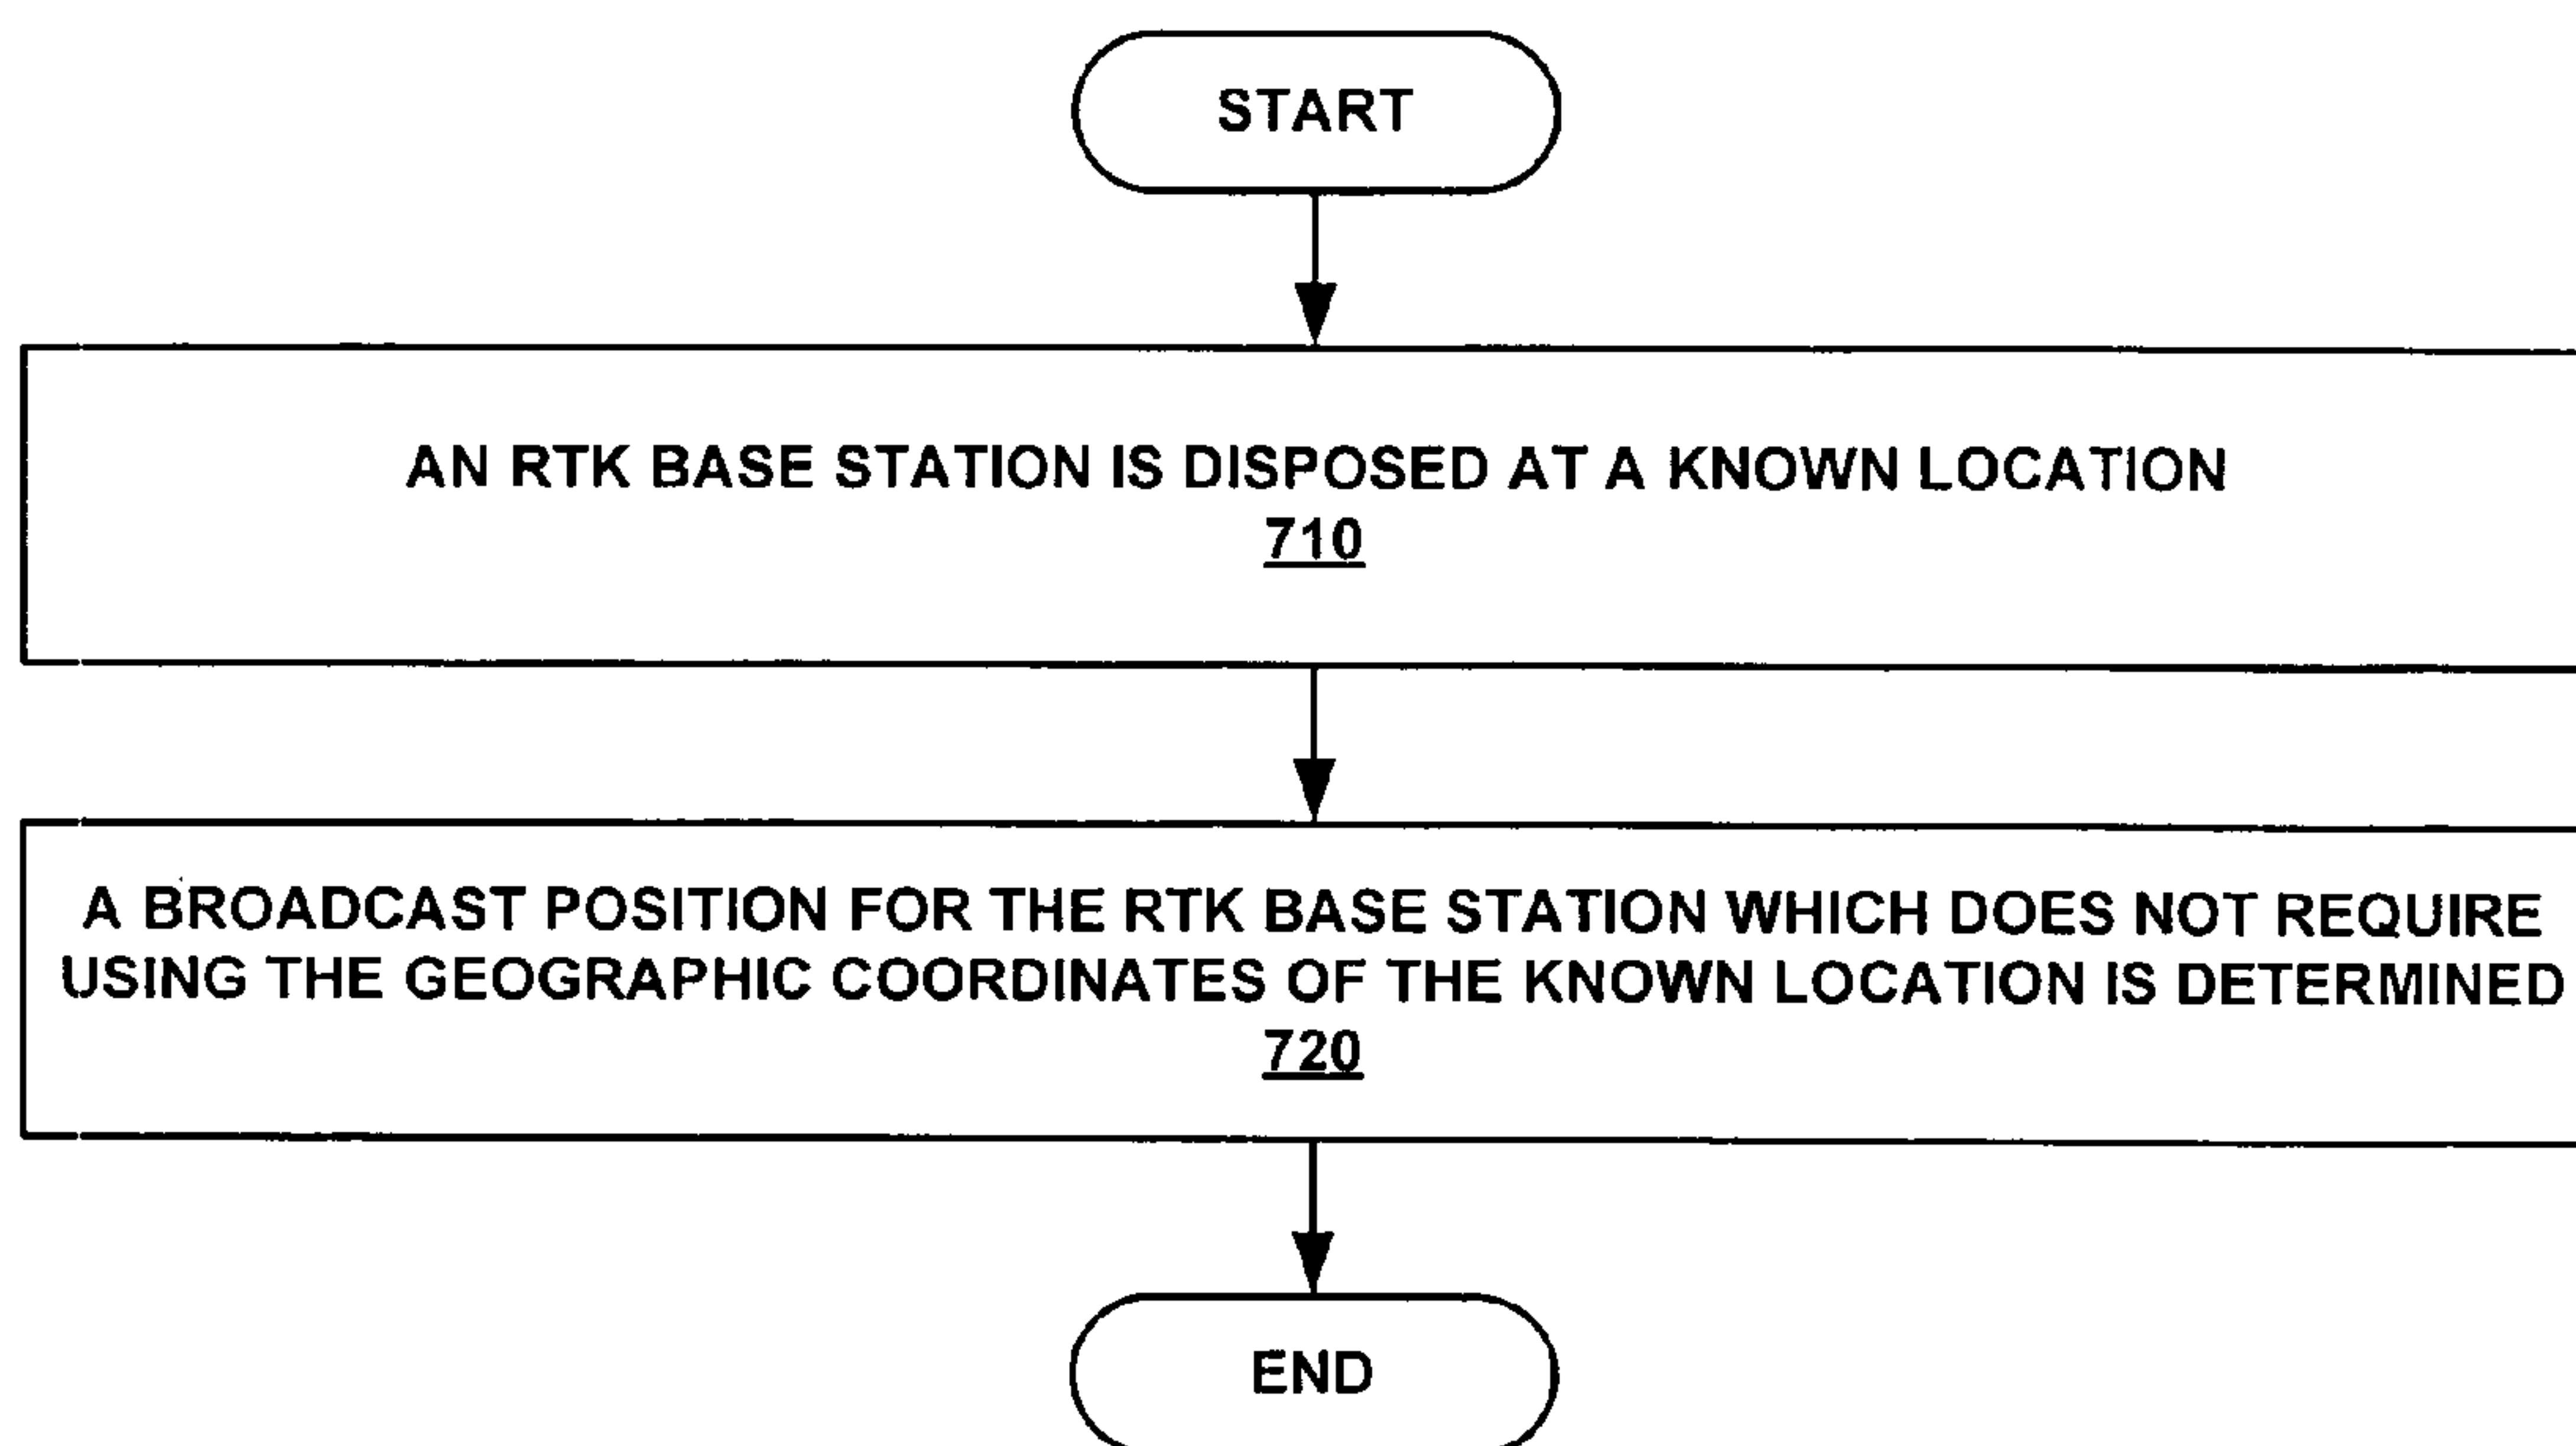 START
AN RTK BASE STATION IS DISPOSED AT A KNOWN LOCATION
710
A BROADCAST POSITION FOR THE RTK BASE STATION WHICH DOES NOT REQUIRE
USING THE GEOGRAPHIC COORDINATES OF THE KNOWN LOCATION IS DETERMINED
720
END